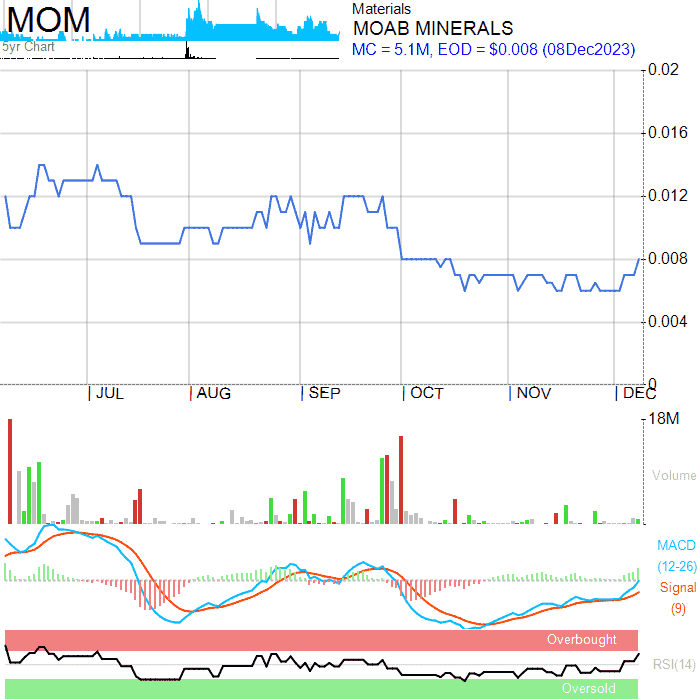 MOM
5yr Chart
Materials
MOAB MINERALS
MC = 5.1M, EOD = $0.008 (08Dec2023)
0.02
0.016
0.012
0.008
0.004
0
JUL AUG SEP OCT NOV DEC
18M
Volume
MACD
(12-26)
Signal
(9)
Overbought
RSI(14)
Oversold